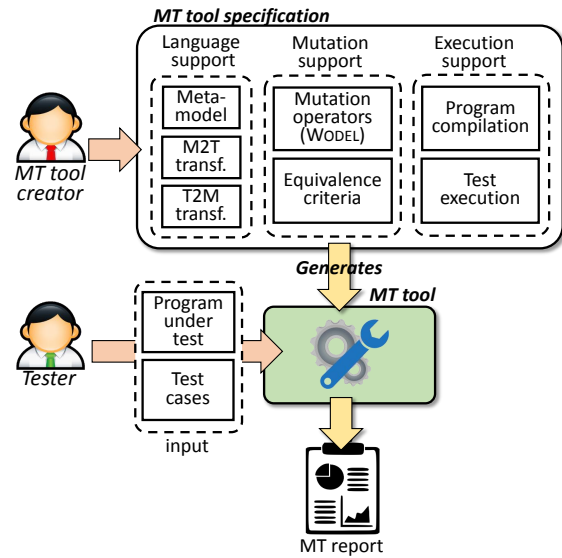 MT tool specification
Language
support
Mutation
support
Execution
support
Meta-
model
M2T
transf.
T2M
transf.
Mutation
operators
(WODEL)
Equivalence
criteria
Program
compilation
Test
execution
MT tool
creator
Generates
MT tool
Program
under
test
Test
cases
input
Tester
MT report